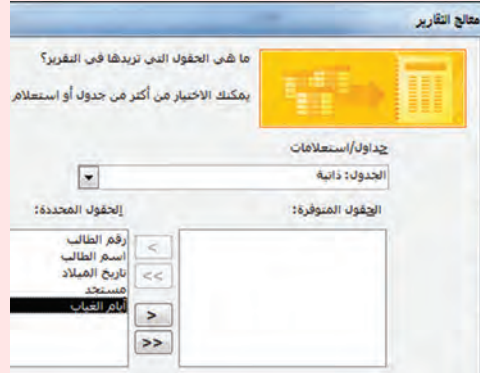 معالج التقارير
ما هي الحقول التي تريدها في التقرير؟
يمكنك الاختيار من أكثر من جدول أو استعلام
جداول/استعلامات
الجدول: ذاتية
الحقول المتوفرة:
الحقول المحددة:
رقم الطالب
اسم الطالب
تاريخ الميلاد
مستجد
أيام الغياب
>
>>
<
<<